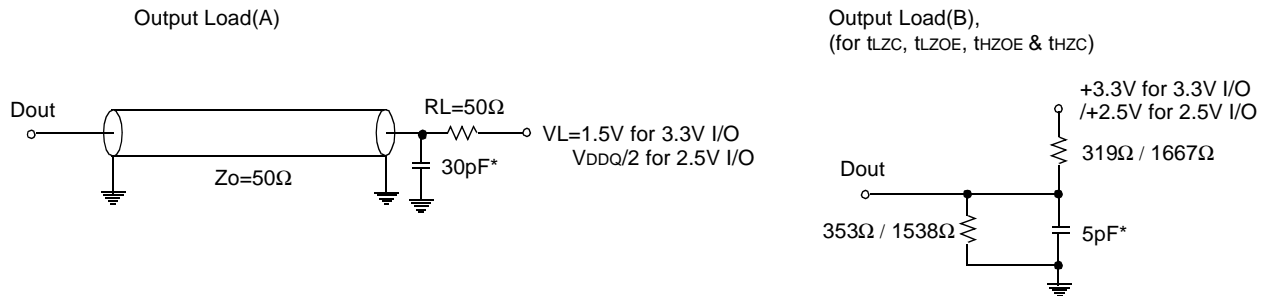 Output Load(A)
Dout
RL=50Ω
VL=1.5V for 3.3V I/O
VDDQ/2 for 2.5V I/O
30pF*
Zo=50Ω
Output Load(B),
(for tLZC, tLZOE, tHZOE & tHZC)
+3.3V for 3.3V I/O
/+2.5V for 2.5V I/O
319Ω / 1667Ω
Dout
353Ω / 1538Ω
5pF*